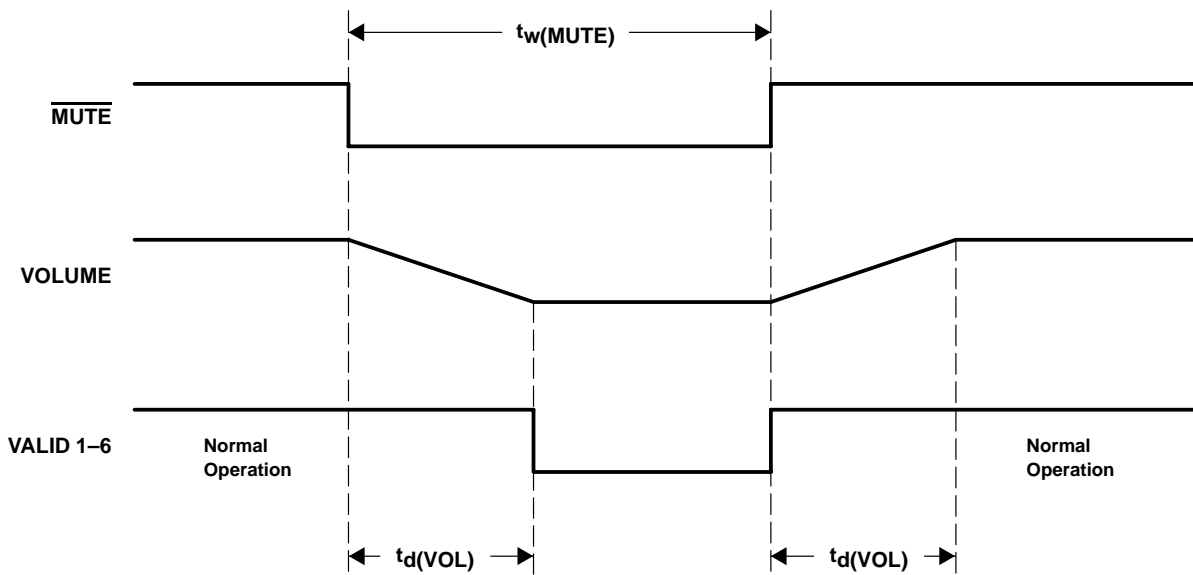 tw(MUTE)
MUTE
VOLUME
VALID 1–6
Normal
Operation
Normal
Operation
td(VOL)
td(VOL)